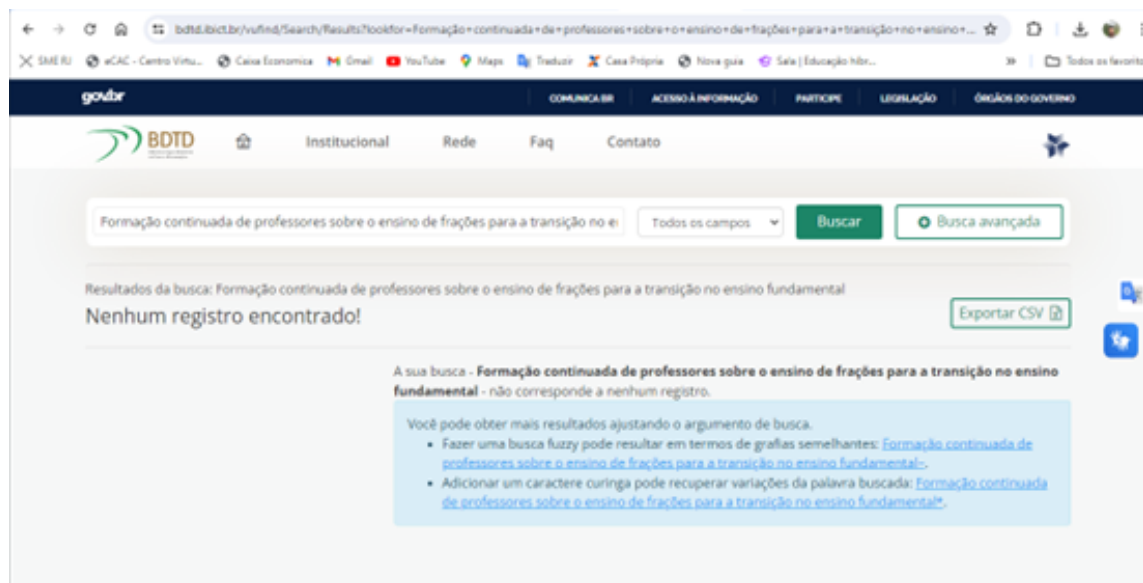 bdtd.ibict.br/vufind/Search/Results?lookfor=Formação+continuada+de+professores+sobre+o+ensino+de+frações+para+a+transição+no+ensino+...
SME RJ eCAC - Centro Virtu... Caixa Economica Gmail YouTube Maps Traduzir Casa Própria Nova guia Sala | Educação híbr... Todos os favorito
govbr COMUNICA BR ACESSO À INFORMAÇÃO PARTICIPE LEGISLAÇÃO ÓRGÃOS DO GOVERNO
BDTD Institucional Rede Faq Contato
Formação continuada de professores sobre o ensino de frações para a transição no e Todos os campos Buscar Busca avançada
Resultados da busca: Formação continuada de professores sobre o ensino de frações para a transição no ensino fundamental
Nenhum registro encontrado! Exportar CSV
A sua busca - Formação continuada de professores sobre o ensino de frações para a transição no ensino
fundamental - não corresponde a nenhum registro.
Você pode obter mais resultados ajustando o argumento de busca.
Fazer uma busca fuzzy pode resultar em termos de grafias semelhantes: Formação continuada de
professores sobre o ensino de frações para a transição no ensino fundamental~.
Adicionar um caractere curinga pode recuperar variações da palavra buscada: Formação continuada
de professores sobre o ensino de frações para a transição no ensino fundamental*.